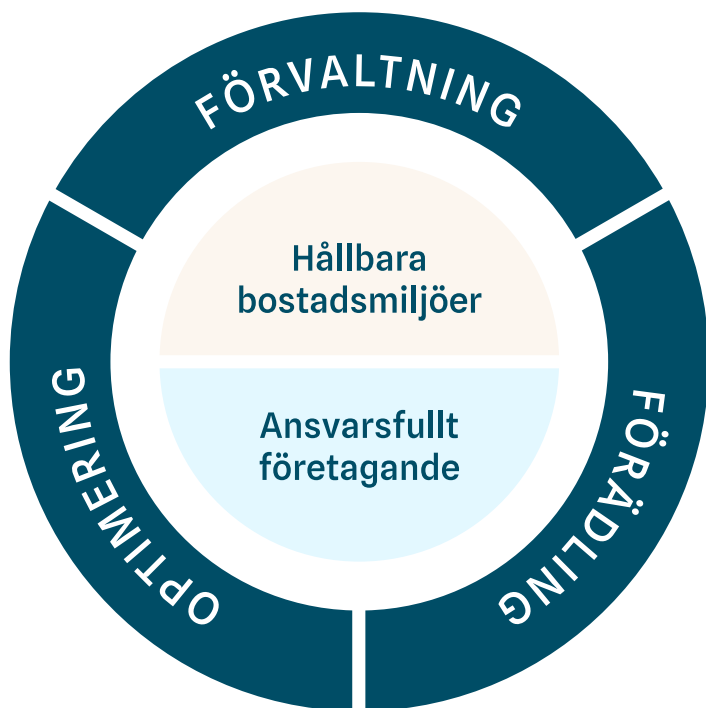 FÖRVALTNING
Hållbara
bostadsmiljöer
Ansvarsfullt
företagande
OPTIMERING
FÖRÄDLING